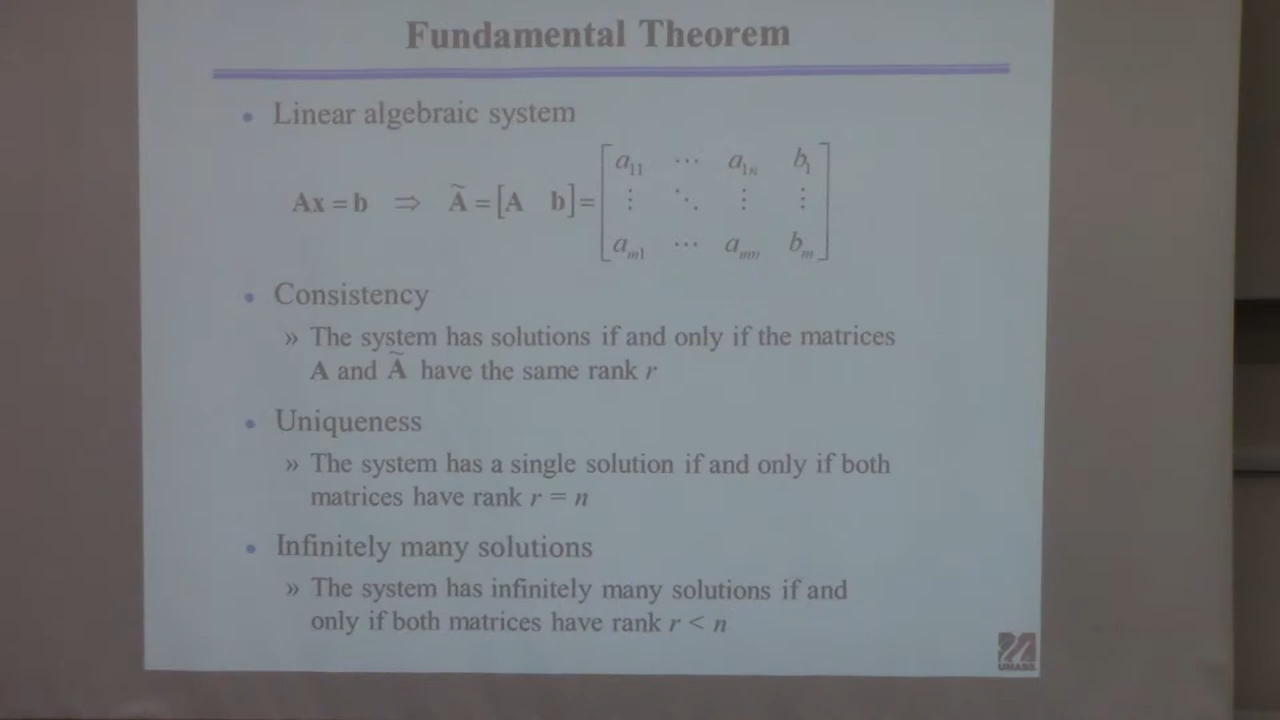 Fundamental Theorem
• Linear algebraic system
Ax = b ⇒ Ã = [A b] =
a11 ⋯ a1n b1
⋮ ⋱ ⋮ ⋮
am1 ⋯ amn bm
• Consistency
» The system has solutions if and only if the matrices
A and Ã have the same rank r
• Uniqueness
» The system has a single solution if and only if both
matrices have rank r = n
• Infinitely many solutions
» The system has infinitely many solutions if and
only if both matrices have rank r < n
UMASS